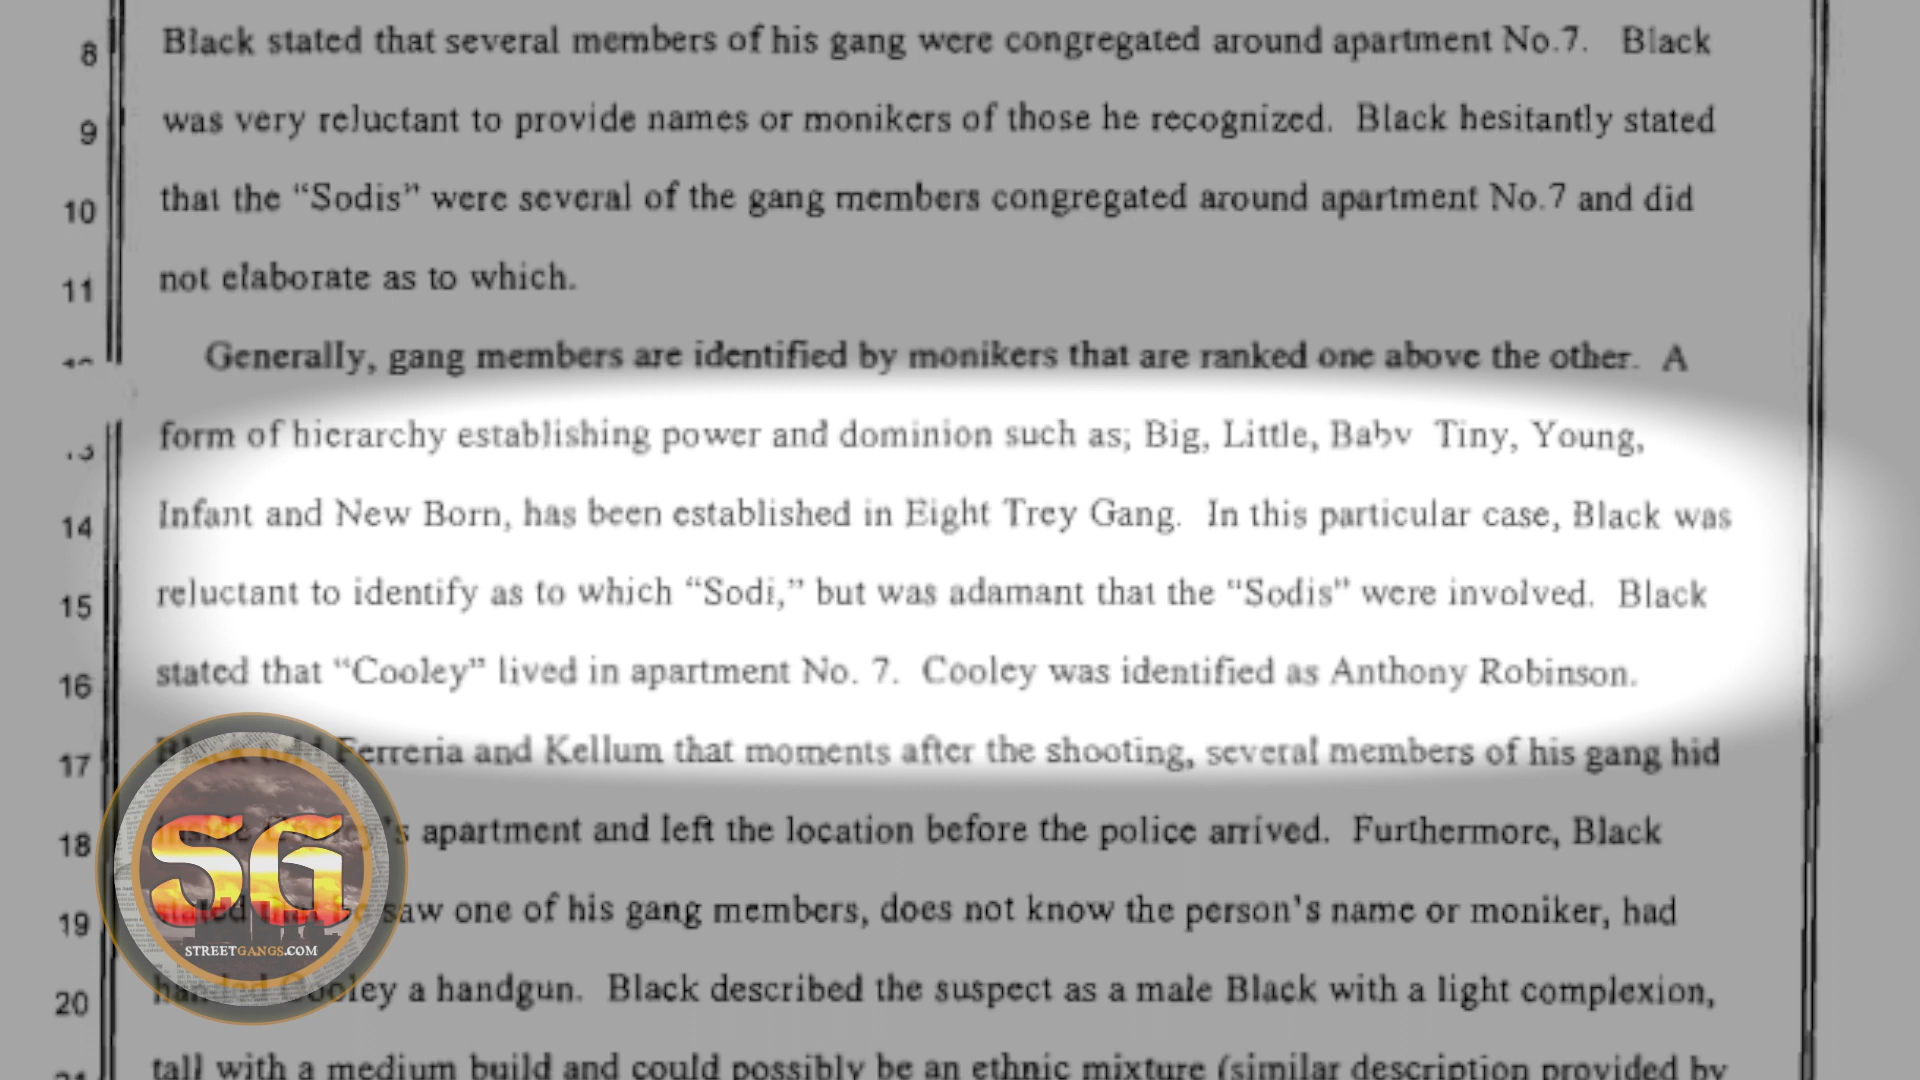 8 Black stated that several members of his gang were congregated around apartment No.7. Black
9 was very reluctant to provide names or monikers of those he recognized. Black hesitantly stated
10 that the “Sodis” were several of the gang members congregated around apartment No.7 and did
11 not elaborate as to which.
Generally, gang members are identified by monikers that are ranked one above the other. A
13 form of hierarchy establishing power and dominion such as; Big, Little, Baby Tiny, Young,
14 Infant and New Born, has been established in Eight Trey Gang. In this particular case, Black was
15 reluctant to identify as to which “Sodi,” but was adamant that the “Sodis” were involved. Black
16 stated that “Cooley” lived in apartment No. 7. Cooley was identified as Anthony Robinson.
17 Black told Ferreria and Kellum that moments after the shooting, several members of his gang hid
18 apartment and left the location before the police arrived. Furthermore, Black
19 stated that he saw one of his gang members, does not know the person's name or moniker, had
20 handed Cooley a handgun. Black described the suspect as a male Black with a light complexion,
tall with a medium build and could possibly be an ethnic mixture (similar description provided by
SG
STREETGANGS.COM